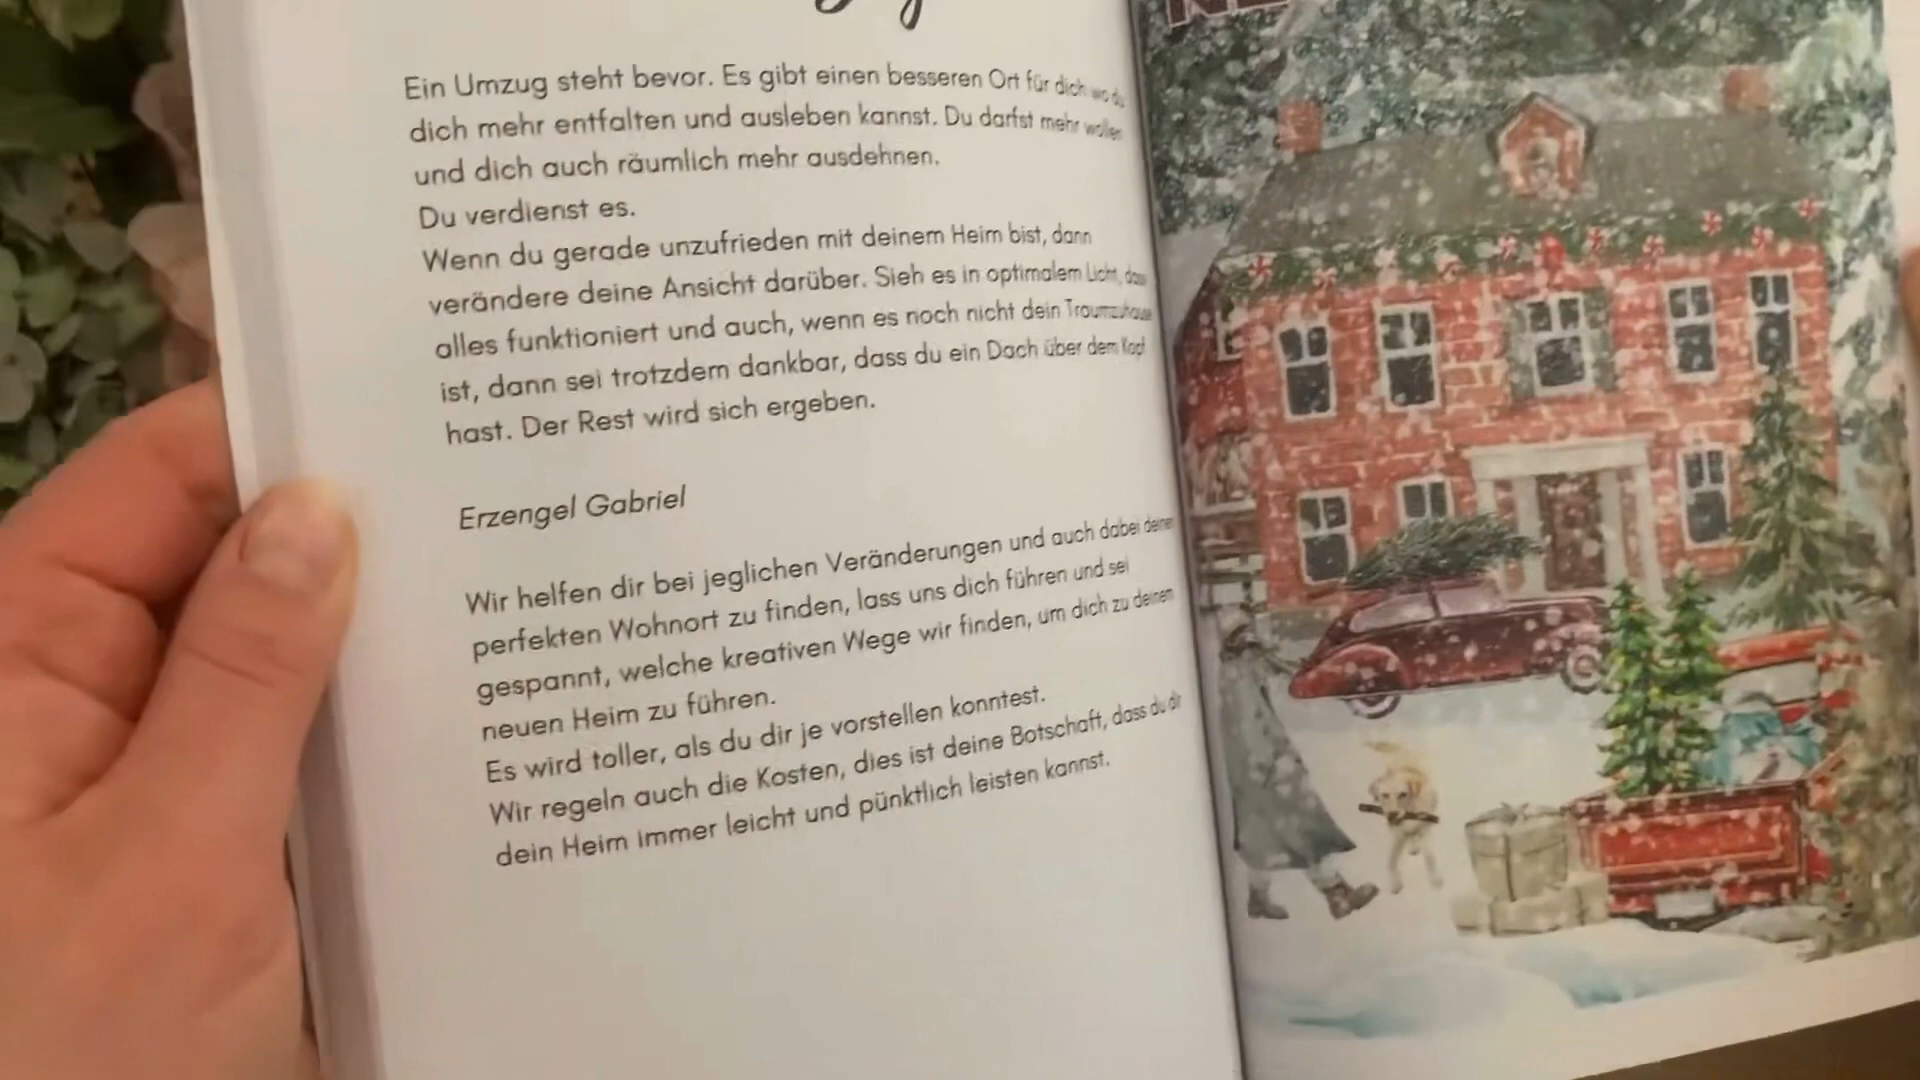 Ein Umzug steht bevor. Es gibt einen besseren Ort für dich wo du
dich mehr entfalten und ausleben kannst. Du darfst mehr wollen
und dich auch räumlich mehr ausdehnen.
Du verdienst es.
Wenn du gerade unzufrieden mit deinem Heim bist, dann
verändere deine Ansicht darüber. Sieh es in optimalem Licht, dass
alles funktioniert und auch, wenn es noch nicht dein Traumzuhause
ist, dann sei trotzdem dankbar, dass du ein Dach über dem Kopf
hast. Der Rest wird sich ergeben.
Erzengel Gabriel
Wir helfen dir bei jeglichen Veränderungen und auch dabei deinen
perfekten Wohnort zu finden, lass uns dich führen und sei
gespannt, welche kreativen Wege wir finden, um dich zu deinem
neuen Heim zu führen.
Es wird toller, als du dir je vorstellen konntest.
Wir regeln auch die Kosten, dies ist deine Botschaft, dass du dir
dein Heim immer leicht und pünktlich leisten kannst.